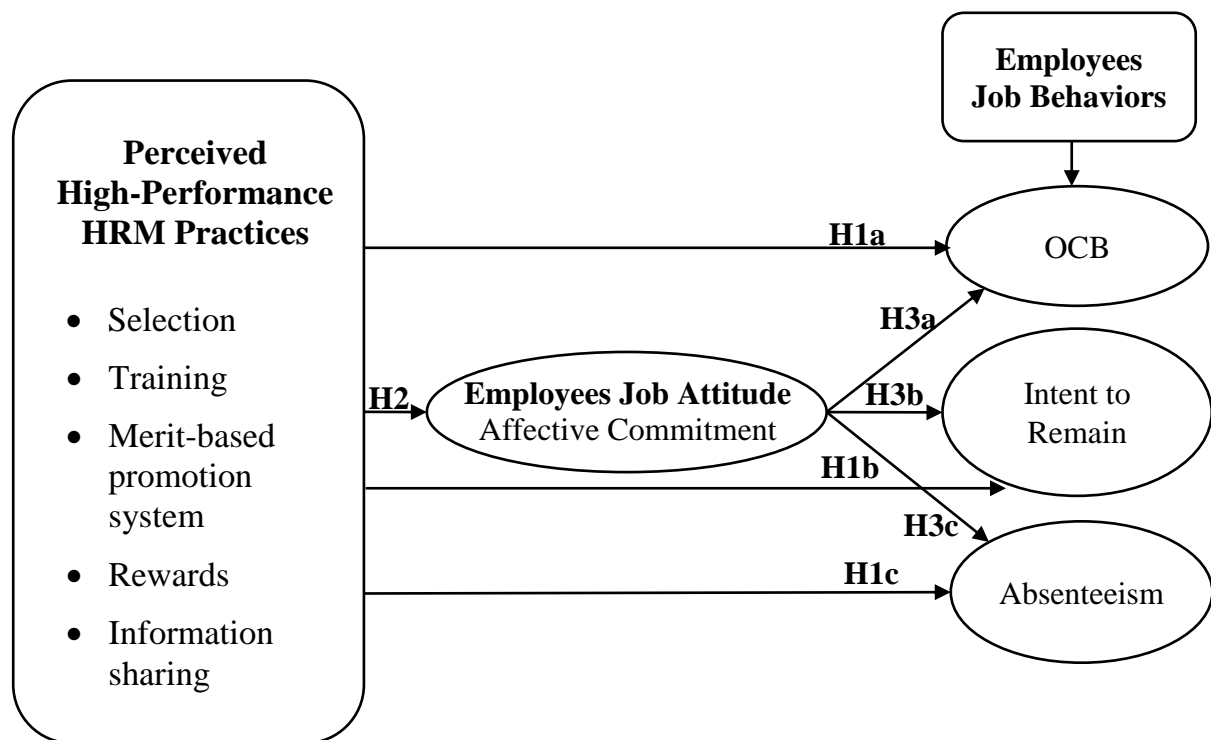 Perceived
High-Performance
HRM Practices
• Selection
• Training
• Merit-based
promotion
system
• Rewards
• Information
sharing
H1a
H2
Employees Job Attitude
Affective Commitment
H3a
H3b
H1b
H3c
H1c
Employees
Job Behaviors
OCB
Intent to
Remain
Absenteeism